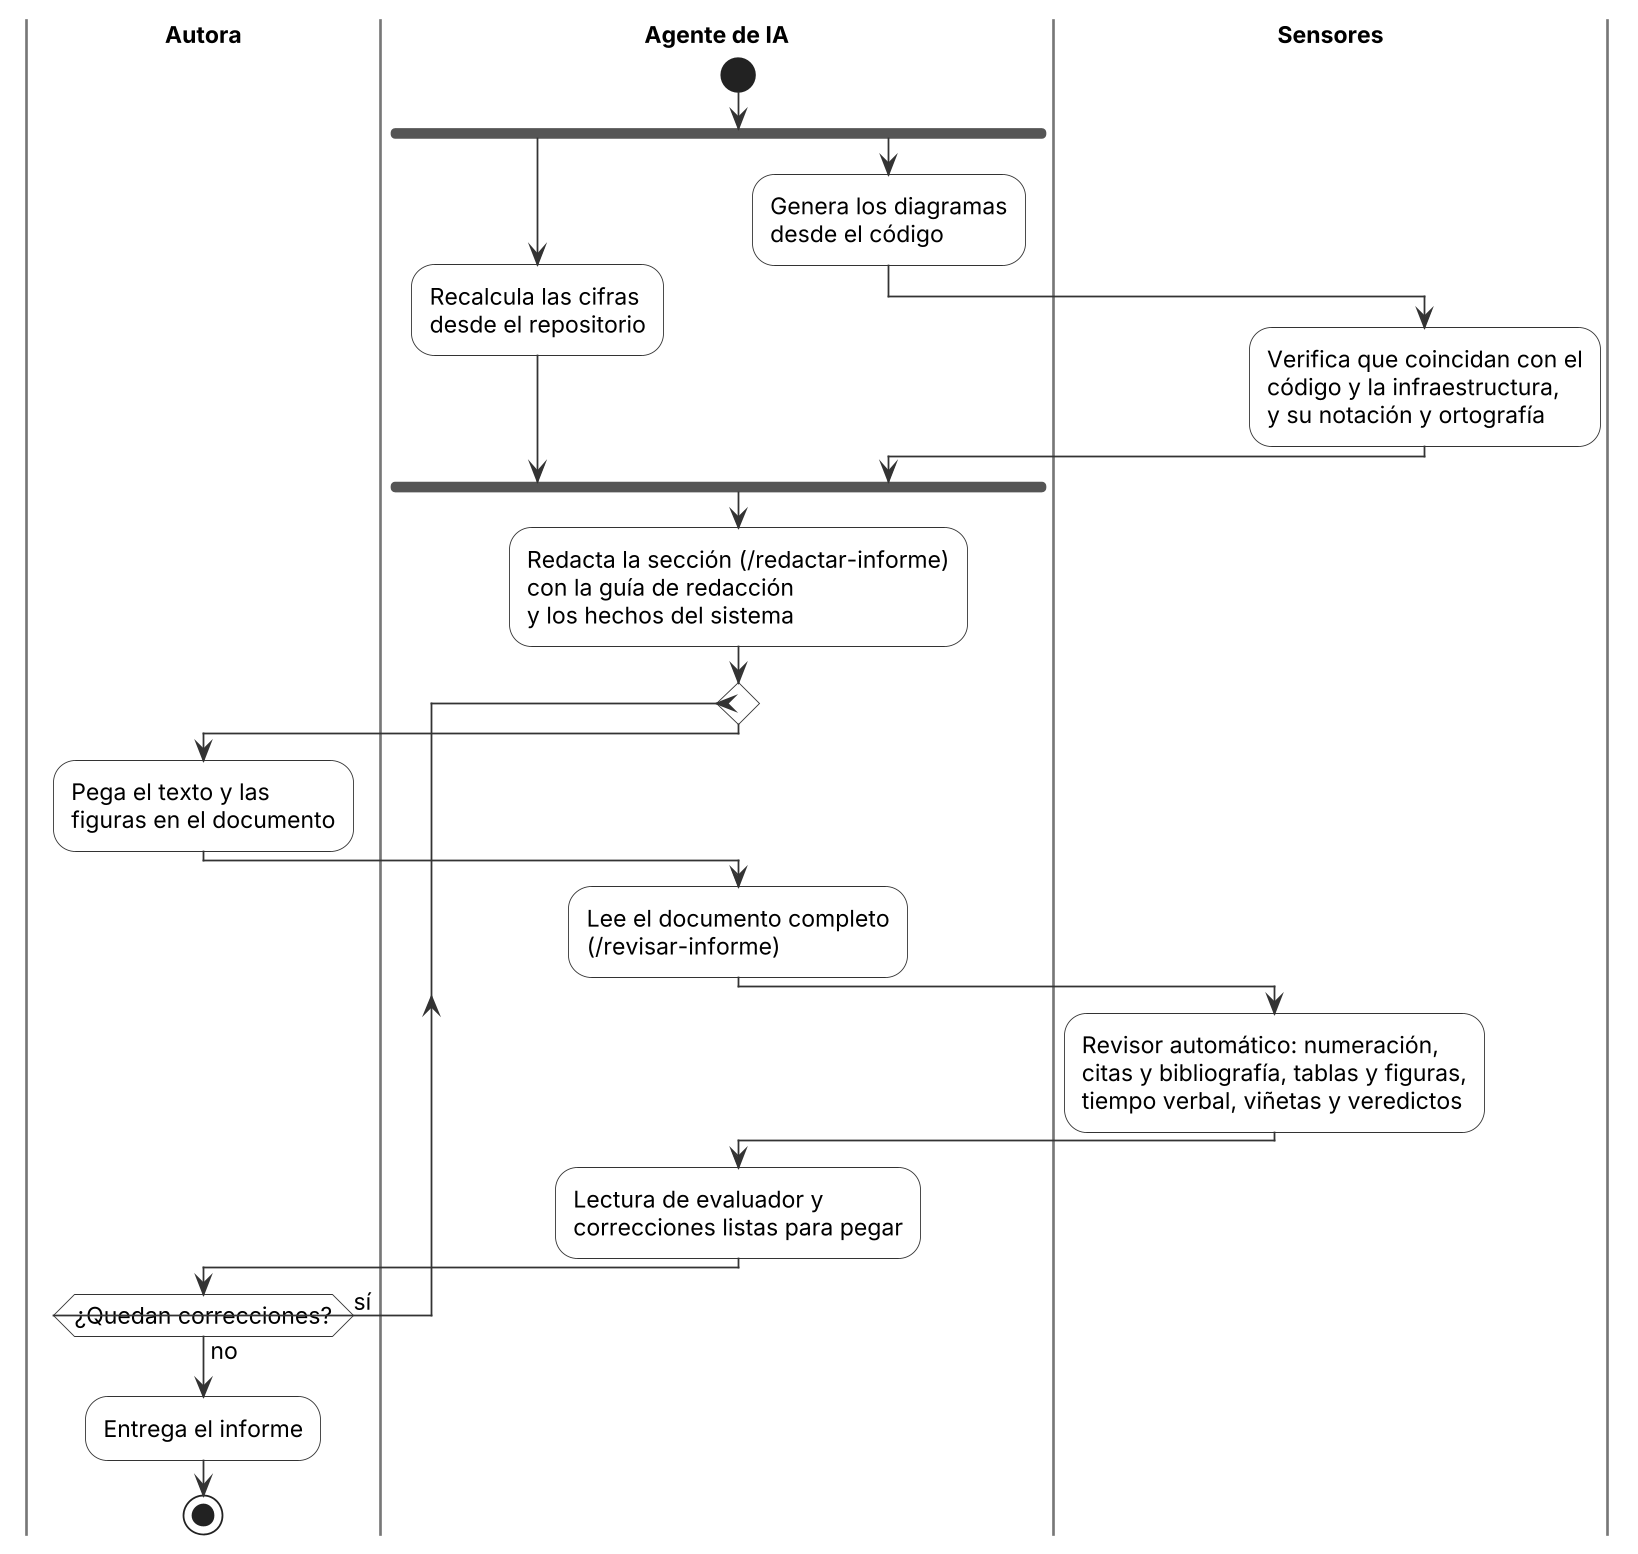 Autora
Agente de IA
Sensores
Genera los diagramas
desde el código
Recalcula las cifras
desde el repositorio
Verifica que coincidan con el
código y la infraestructura,
y su notación y ortografía
Redacta la sección (/redactar-informe)
con la guía de redacción
y los hechos del sistema
Pega el texto y las
figuras en el documento
Lee el documento completo
(/revisar-informe)
Revisor automático: numeración,
citas y bibliografía, tablas y figuras,
tiempo verbal, viñetas y veredictos
Lectura de evaluador y
correcciones listas para pegar
¿Quedan correcciones?
sí
no
Entrega el informe